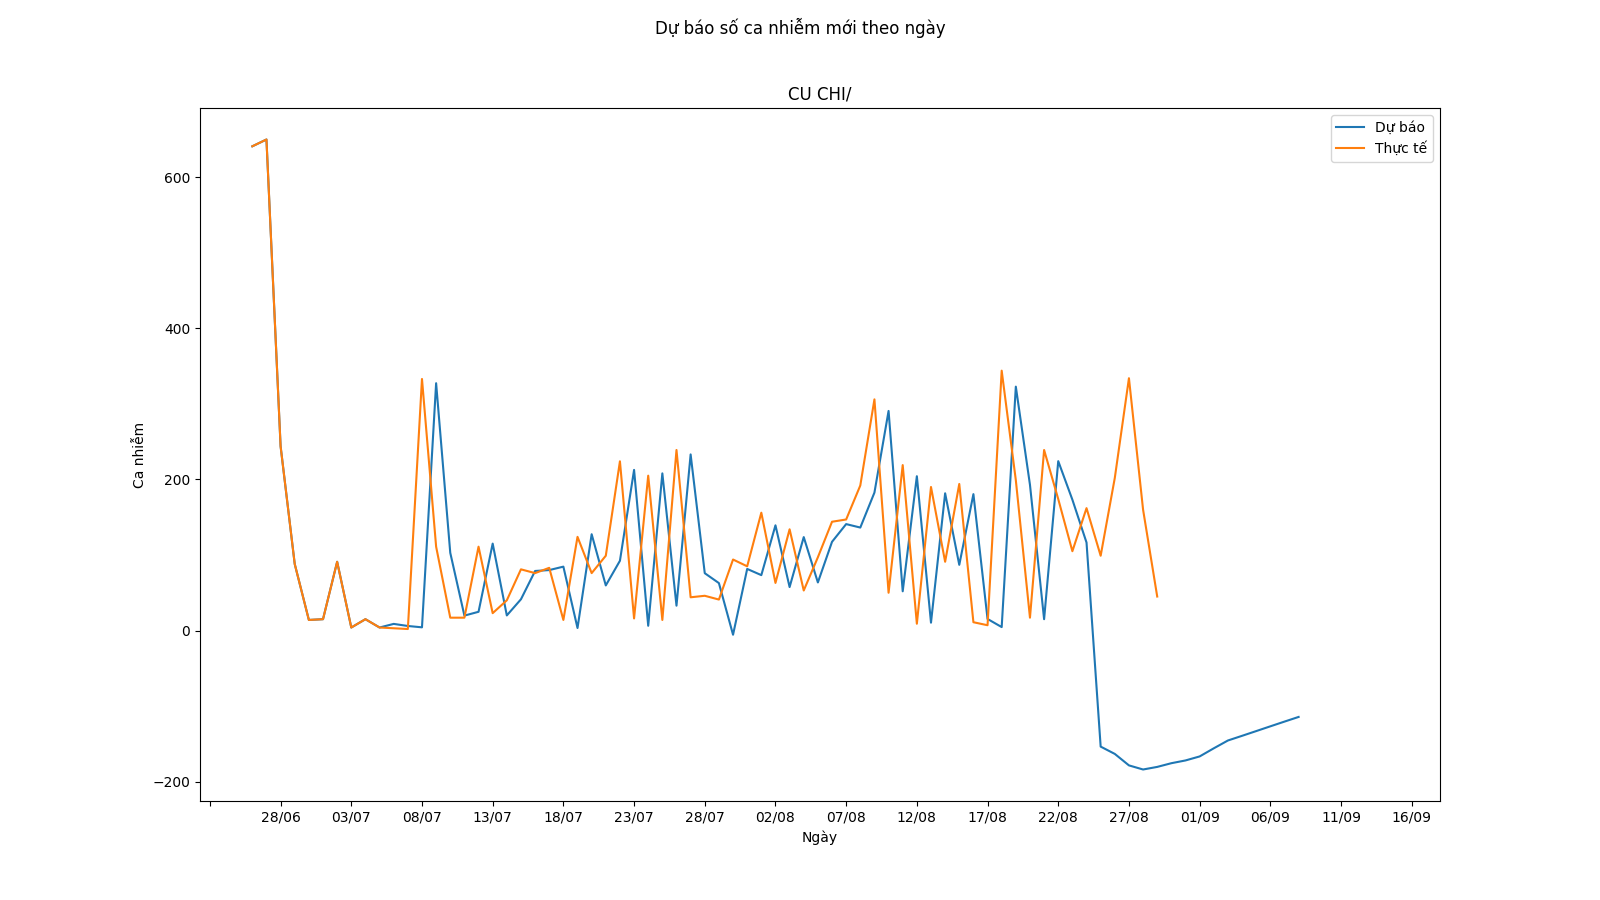 Dự báo số ca nhiễm mới theo ngày
CU CHI/
Dự báo
Thực tế
600
400
200
0
−200
Ca nhiễm
28/06 03/07 08/07 13/07 18/07 23/07 28/07 02/08 07/08 12/08 17/08 22/08 27/08 01/09 06/09 11/09 16/09
Ngày